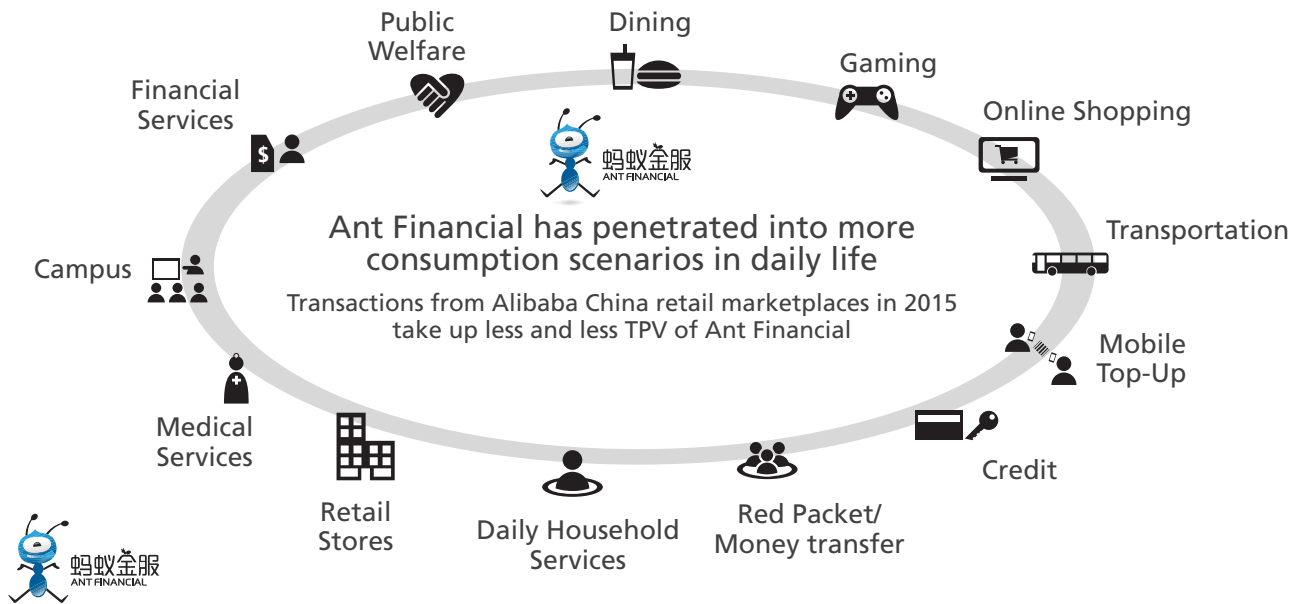 Public
Welfare
Dining
Gaming
Online Shopping
Transportation
Mobile
Top-Up
Credit
Red Packet/
Money transfer
Daily Household
Services
Retail
Stores
Medical
Services
Campus
Financial
Services
$
蚂蚁金服
ANT FINANCIAL
Ant Financial has penetrated into more
consumption scenarios in daily life
Transactions from Alibaba China retail marketplaces in 2015
take up less and less TPV of Ant Financial
蚂蚁金服
ANT FINANCIAL